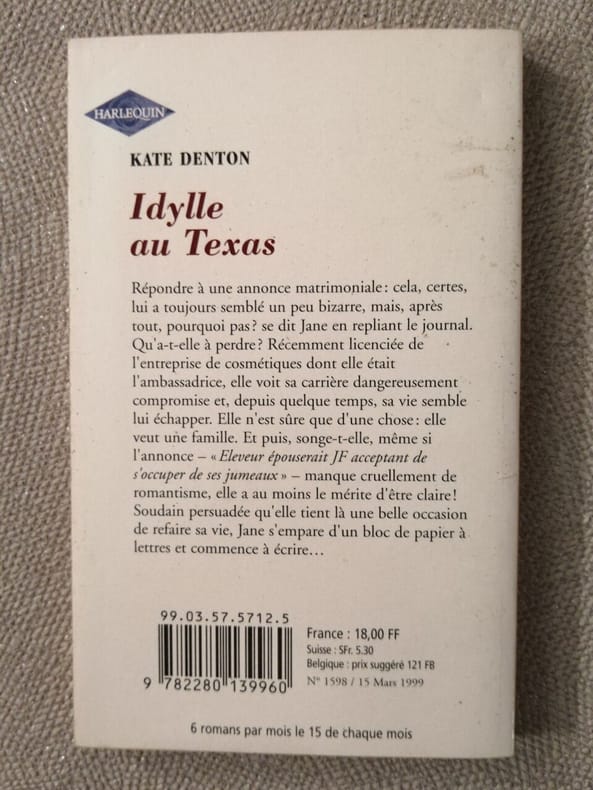 HARLEQUIN
KATE DENTON
Idylle
au Texas
Répondre à une annonce matrimoniale : cela, certes,
lui a toujours semblé un peu bizarre, mais, après
tout, pourquoi pas ? se dit Jane en repliant le journal.
Qu'a-t-elle à perdre ? Récemment licenciée de
l'entreprise de cosmétiques dont elle était
l'ambassadrice, elle voit sa carrière dangereusement
compromise et, depuis quelque temps, sa vie semble
lui échapper. Elle n'est sûre que d'une chose : elle
veut une famille. Et puis, songe-t-elle, même si
l'annonce – « Eleveur épouserait JF acceptant de
s'occuper de ses jumeaux » – manque cruellement de
romantisme, elle a au moins le mérite d'être claire !
Soudain persuadée qu'elle tient là une belle occasion
de refaire sa vie, Jane s'empare d'un bloc de papier à
lettres et commence à écrire…
99.03.57.5712.5
9 782280 139960
France : 18,00 FF
Suisse : SFr. 5.30
Belgique : prix suggéré 121 FB
N° 1598 / 15 Mars 1999
6 romans par mois le 15 de chaque mois